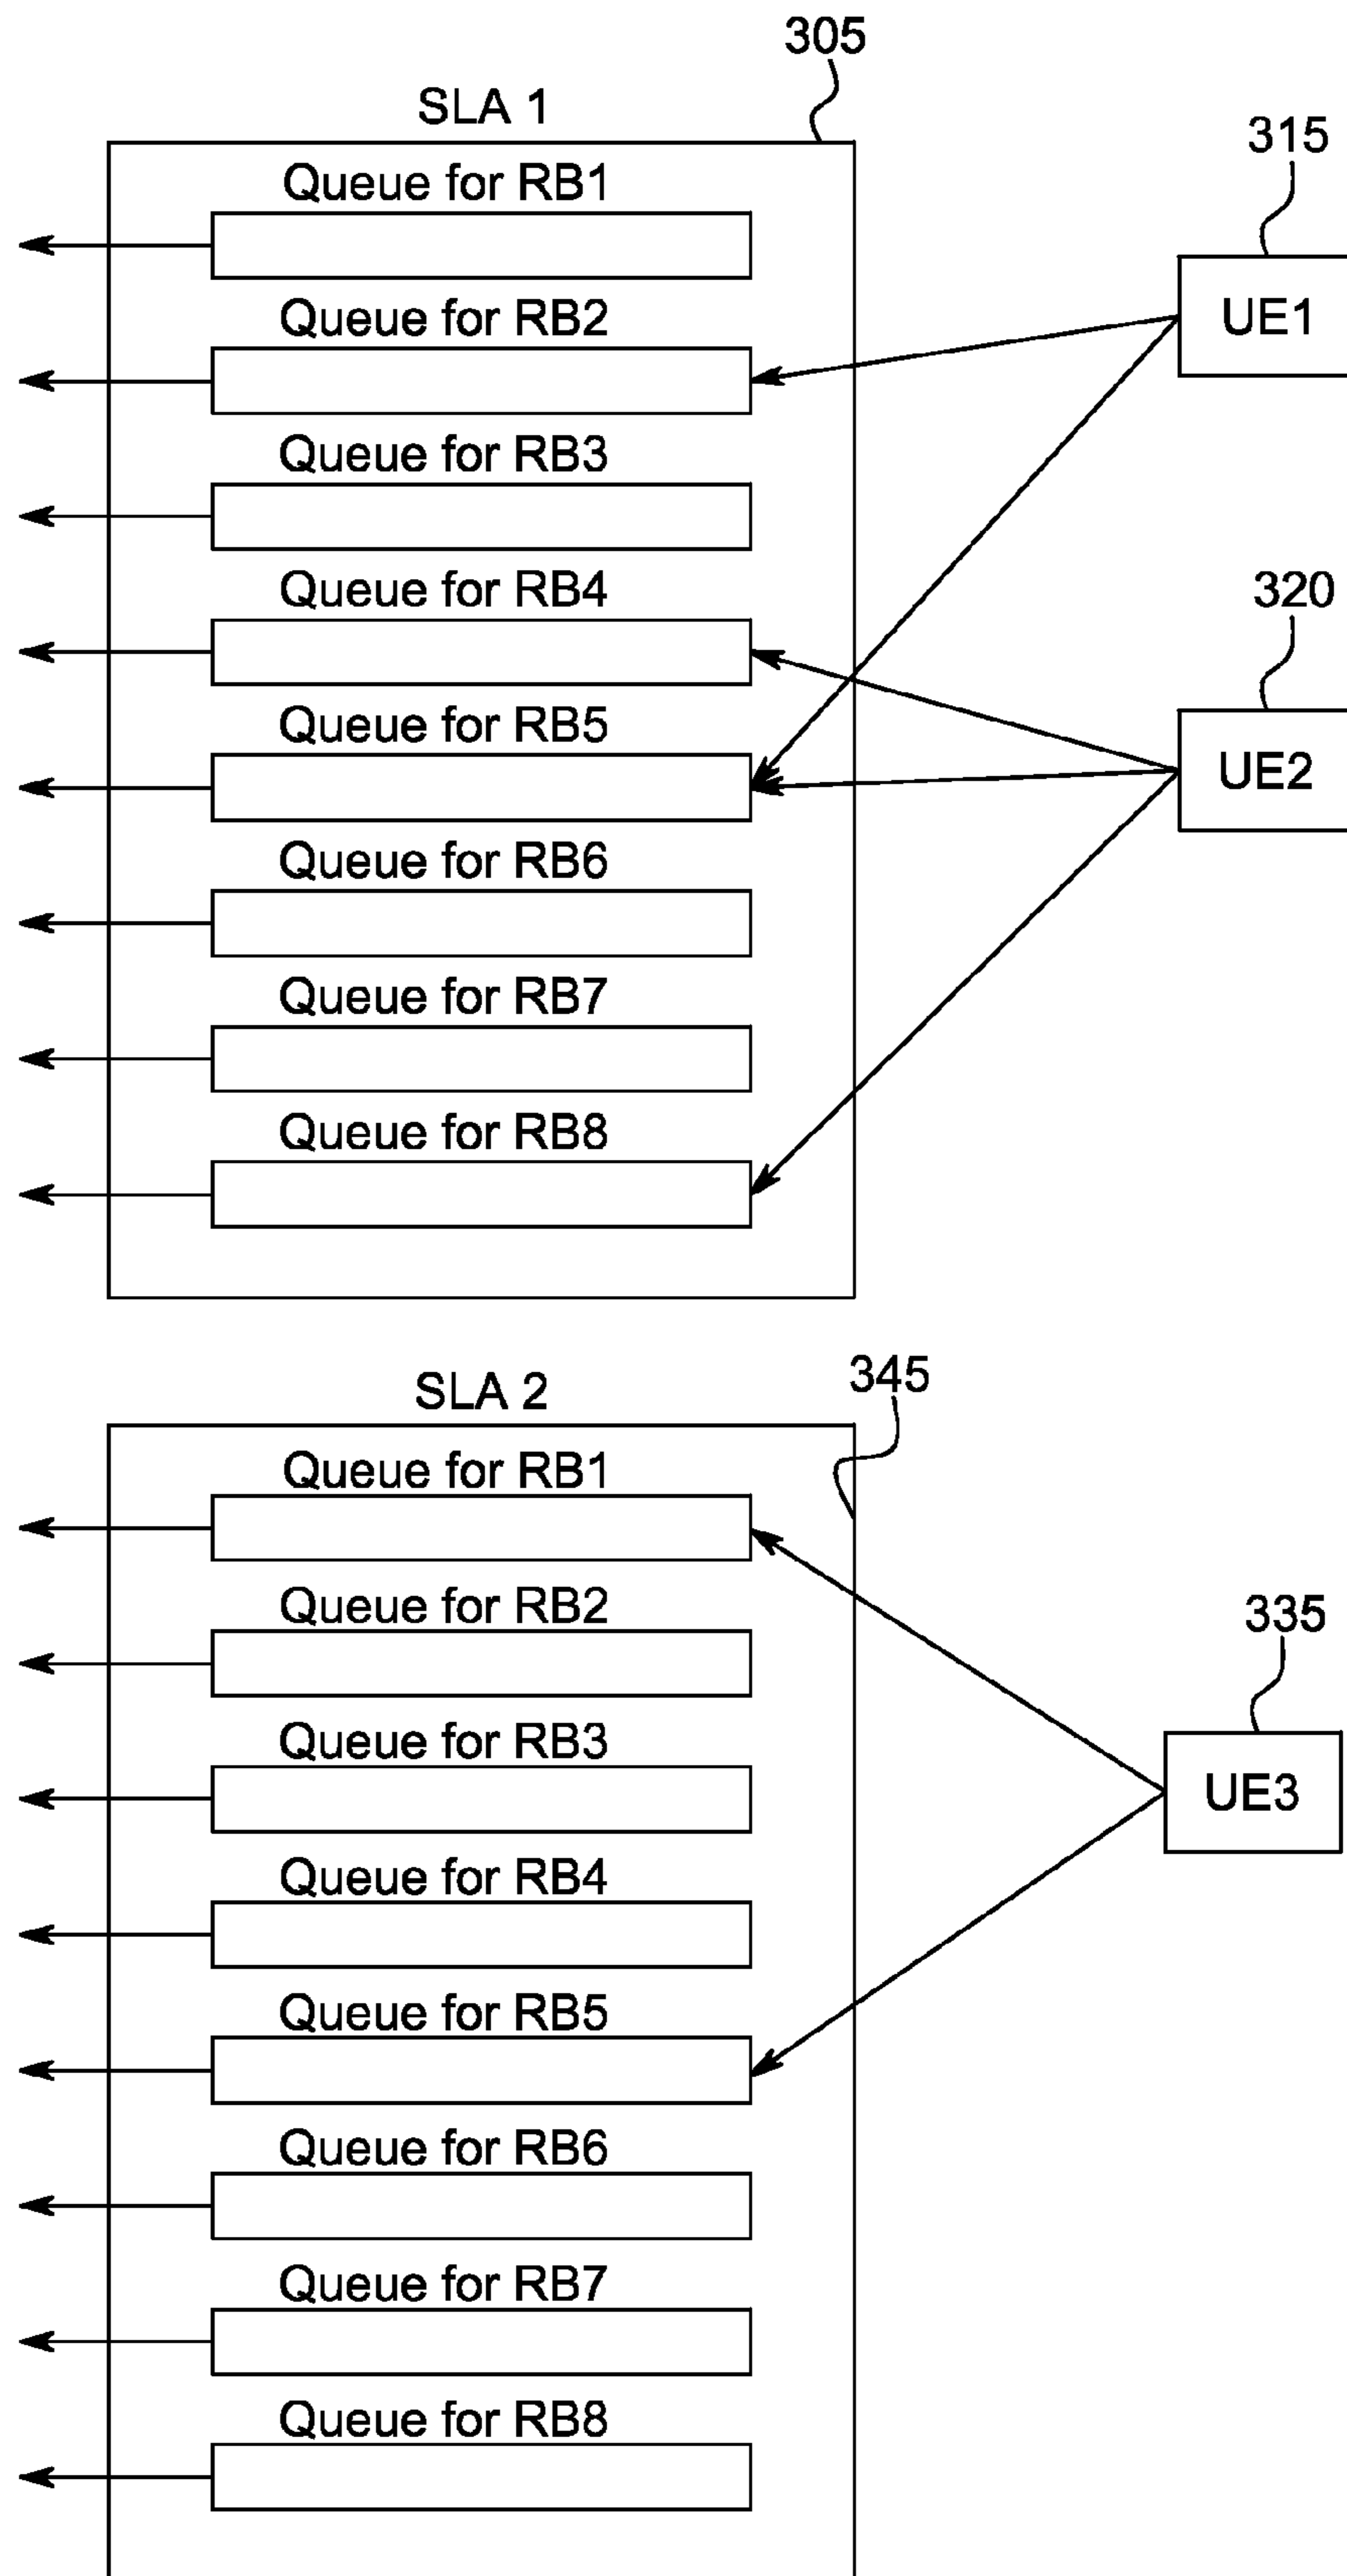 305
SLA 1
315
Queue for RB1
UE1
Queue for RB2
Queue for RB3
320
Queue for RB4
Queue for RB5
UE2
Queue for RB6
Queue for RB7
Queue for RB8
SLA 2
345
Queue for RB1
Queue for RB2
335
Queue for RB3
UE3
Queue for RB4
Queue for RB5
Queue for RB6
Queue for RB7
Queue for RB8